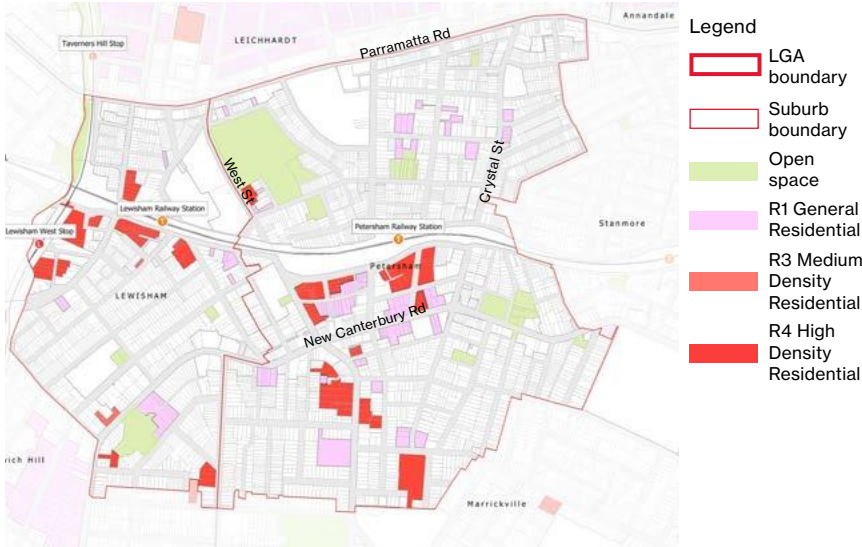 Annandale
Taverners Hill Stop
LEICHHARDT
Parramatta Rd
West St
Crystal St
Lewisham Railway Station
Petersham Railway Station
Stanmore
Lewisham West Stop
Petersham
LEWISHAM
New Canterbury Rd
wich Hill
Marrickville
Legend
LGA
boundary
Suburb
boundary
Open
space
R1 General
Residential
R3 Medium
Density
Residential
R4 High
Density
Residential